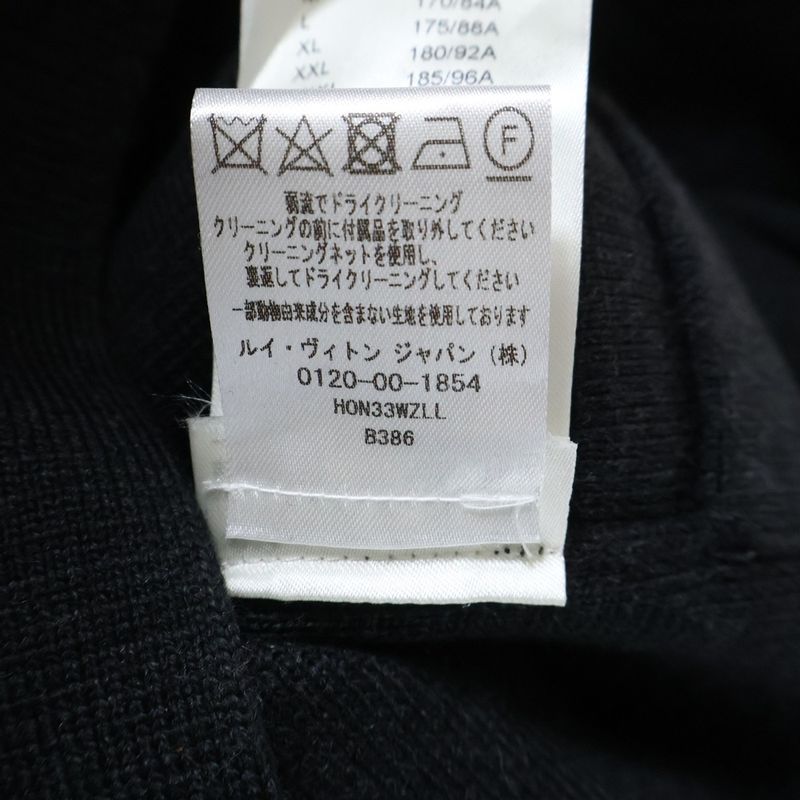 170/84A
L 175/88A
XL 180/92A
XXL 185/96A
F
弱流でドライクリーニング
クリーニングの前に付属品を取り外してください
クリーニングネットを使用し、
裏返してドライクリーニングしてください
一部動物由来成分を含まない生地を使用しております
ルイ・ヴィトン ジャパン (株)
0120-00-1854
HON33WZLL
B386